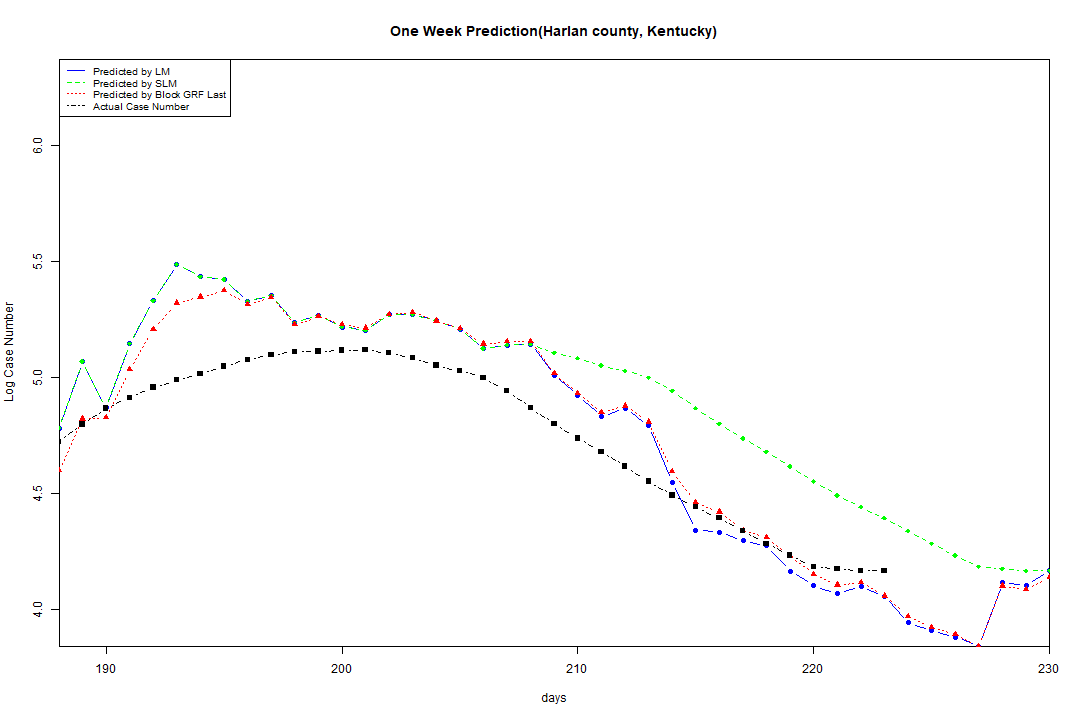 One Week Prediction(Harlan county, Kentucky)
Predicted by LM
Predicted by SLM
Predicted by Block GRF Last
Actual Case Number
6.0
5.5
5.0
4.5
4.0
Log Case Number
190 200 210 220 230
days